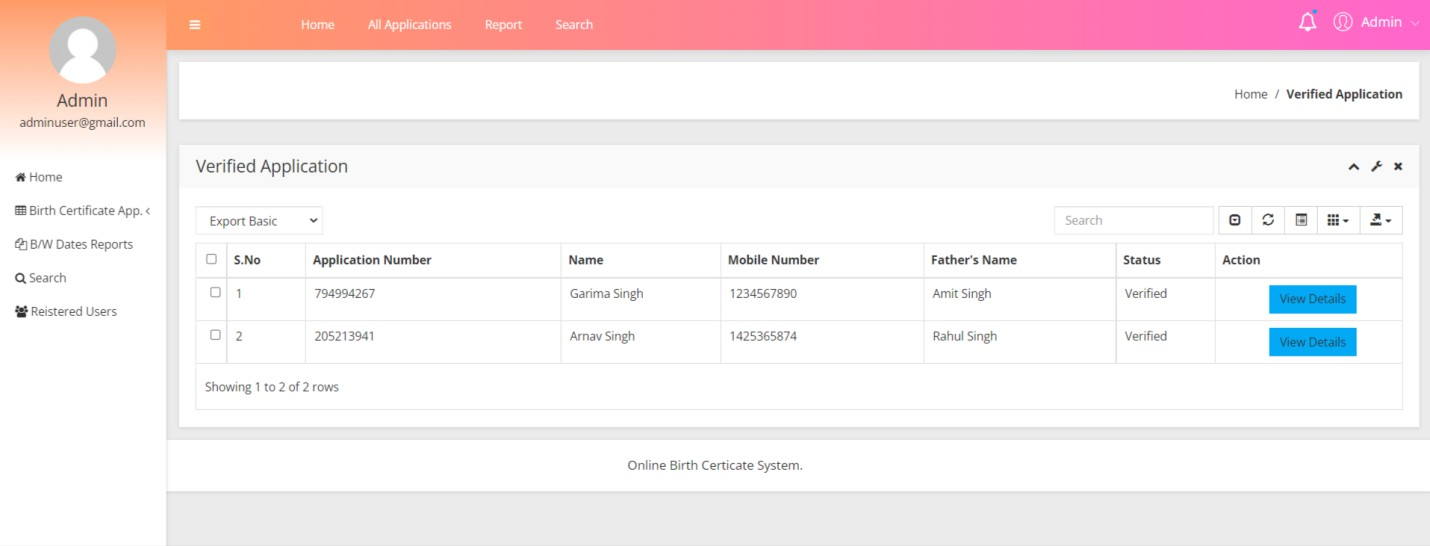 Admin
adminuser@gmail.com
Home
Birth Certificate App.
B/W Dates Reports
Search
Reistered Users
Home All Applications Report Search
Admin
Home / Verified Application
Verified Application
Export Basic
Search
S.No Application Number Name Mobile Number Father's Name Status Action
1 794994267 Garima Singh 1234567890 Amit Singh Verified View Details
2 205213941 Arnav Singh 1425365874 Rahul Singh Verified View Details
Showing 1 to 2 of 2 rows
Online Birth Certicate System.